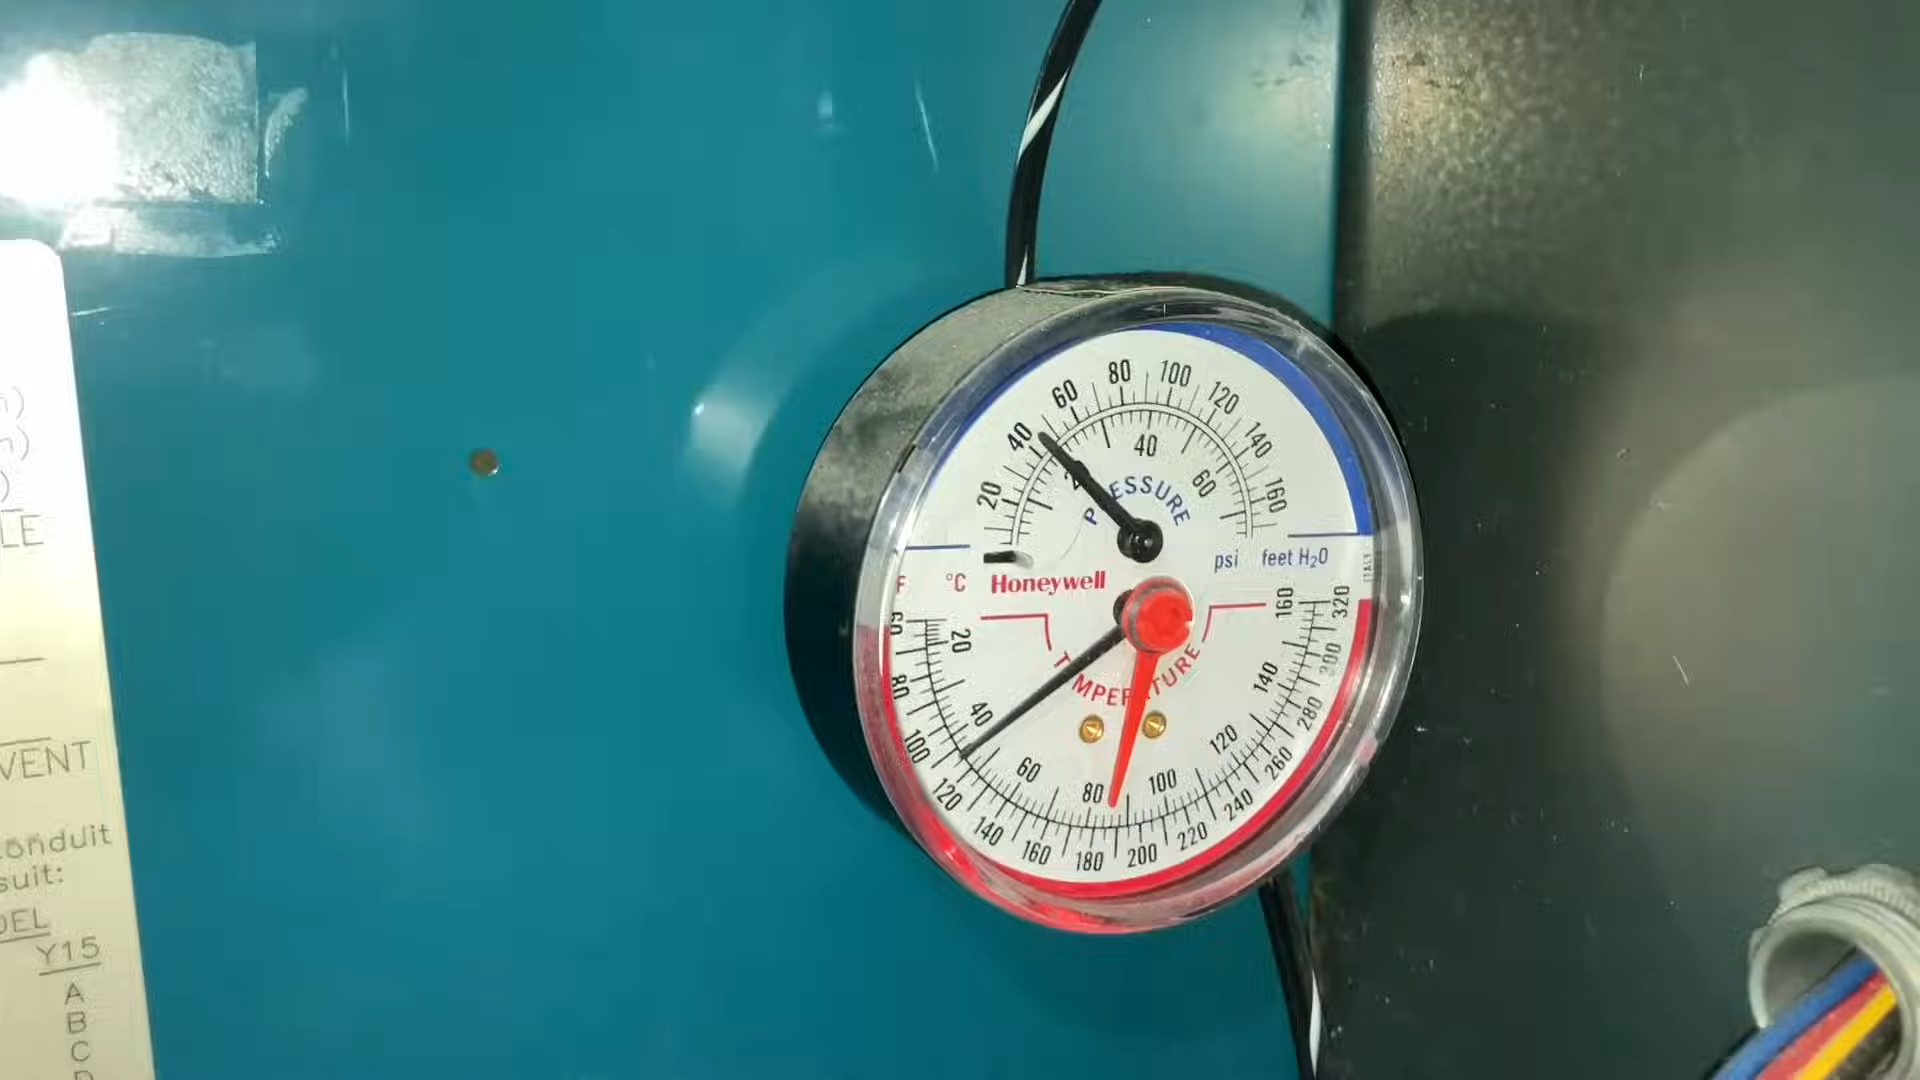 LE
VENT
onduit
suit:
DEL
Y15
A
B
C
D
20 40 60 80 100 120 140 160
40 60
PRESSURE
psi feet H₂O
ITALY
F °C Honeywell
60 80 100 120 140 160 180 200 220 240 260 280 300 320
20 40 60 80 100 120 140 160
TEMPERATURE